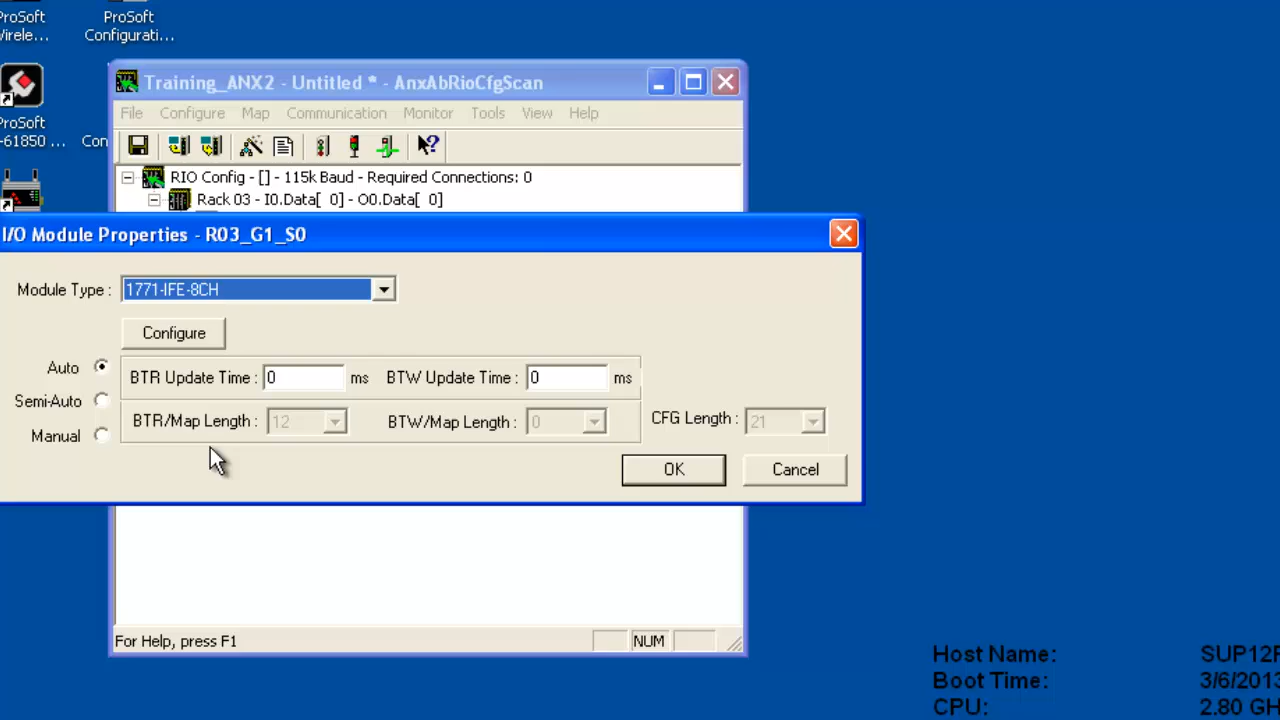 ProSoft
Wirele...
ProSoft
Configurati...
ProSoft
-61850 ...
Con
Training_ANX2 - Untitled * - AnxAbRioCfgScan
File Configure Map Communication Monitor Tools View Help
RIO Config - [] - 115k Baud - Required Connections: 0
Rack 03 - I0.Data[ 0] - O0.Data[ 0]
I/O Module Properties - R03_G1_S0
Module Type : 1771-IFE-8CH
Configure
Auto
BTR Update Time : 0 ms BTW Update Time : 0 ms
Semi-Auto
BTR/Map Length : 12 BTW/Map Length : 0 CFG Length : 21
Manual
OK Cancel
For Help, press F1 NUM
Host Name: SUP12
Boot Time: 3/6/2013
CPU: 2.80 GH